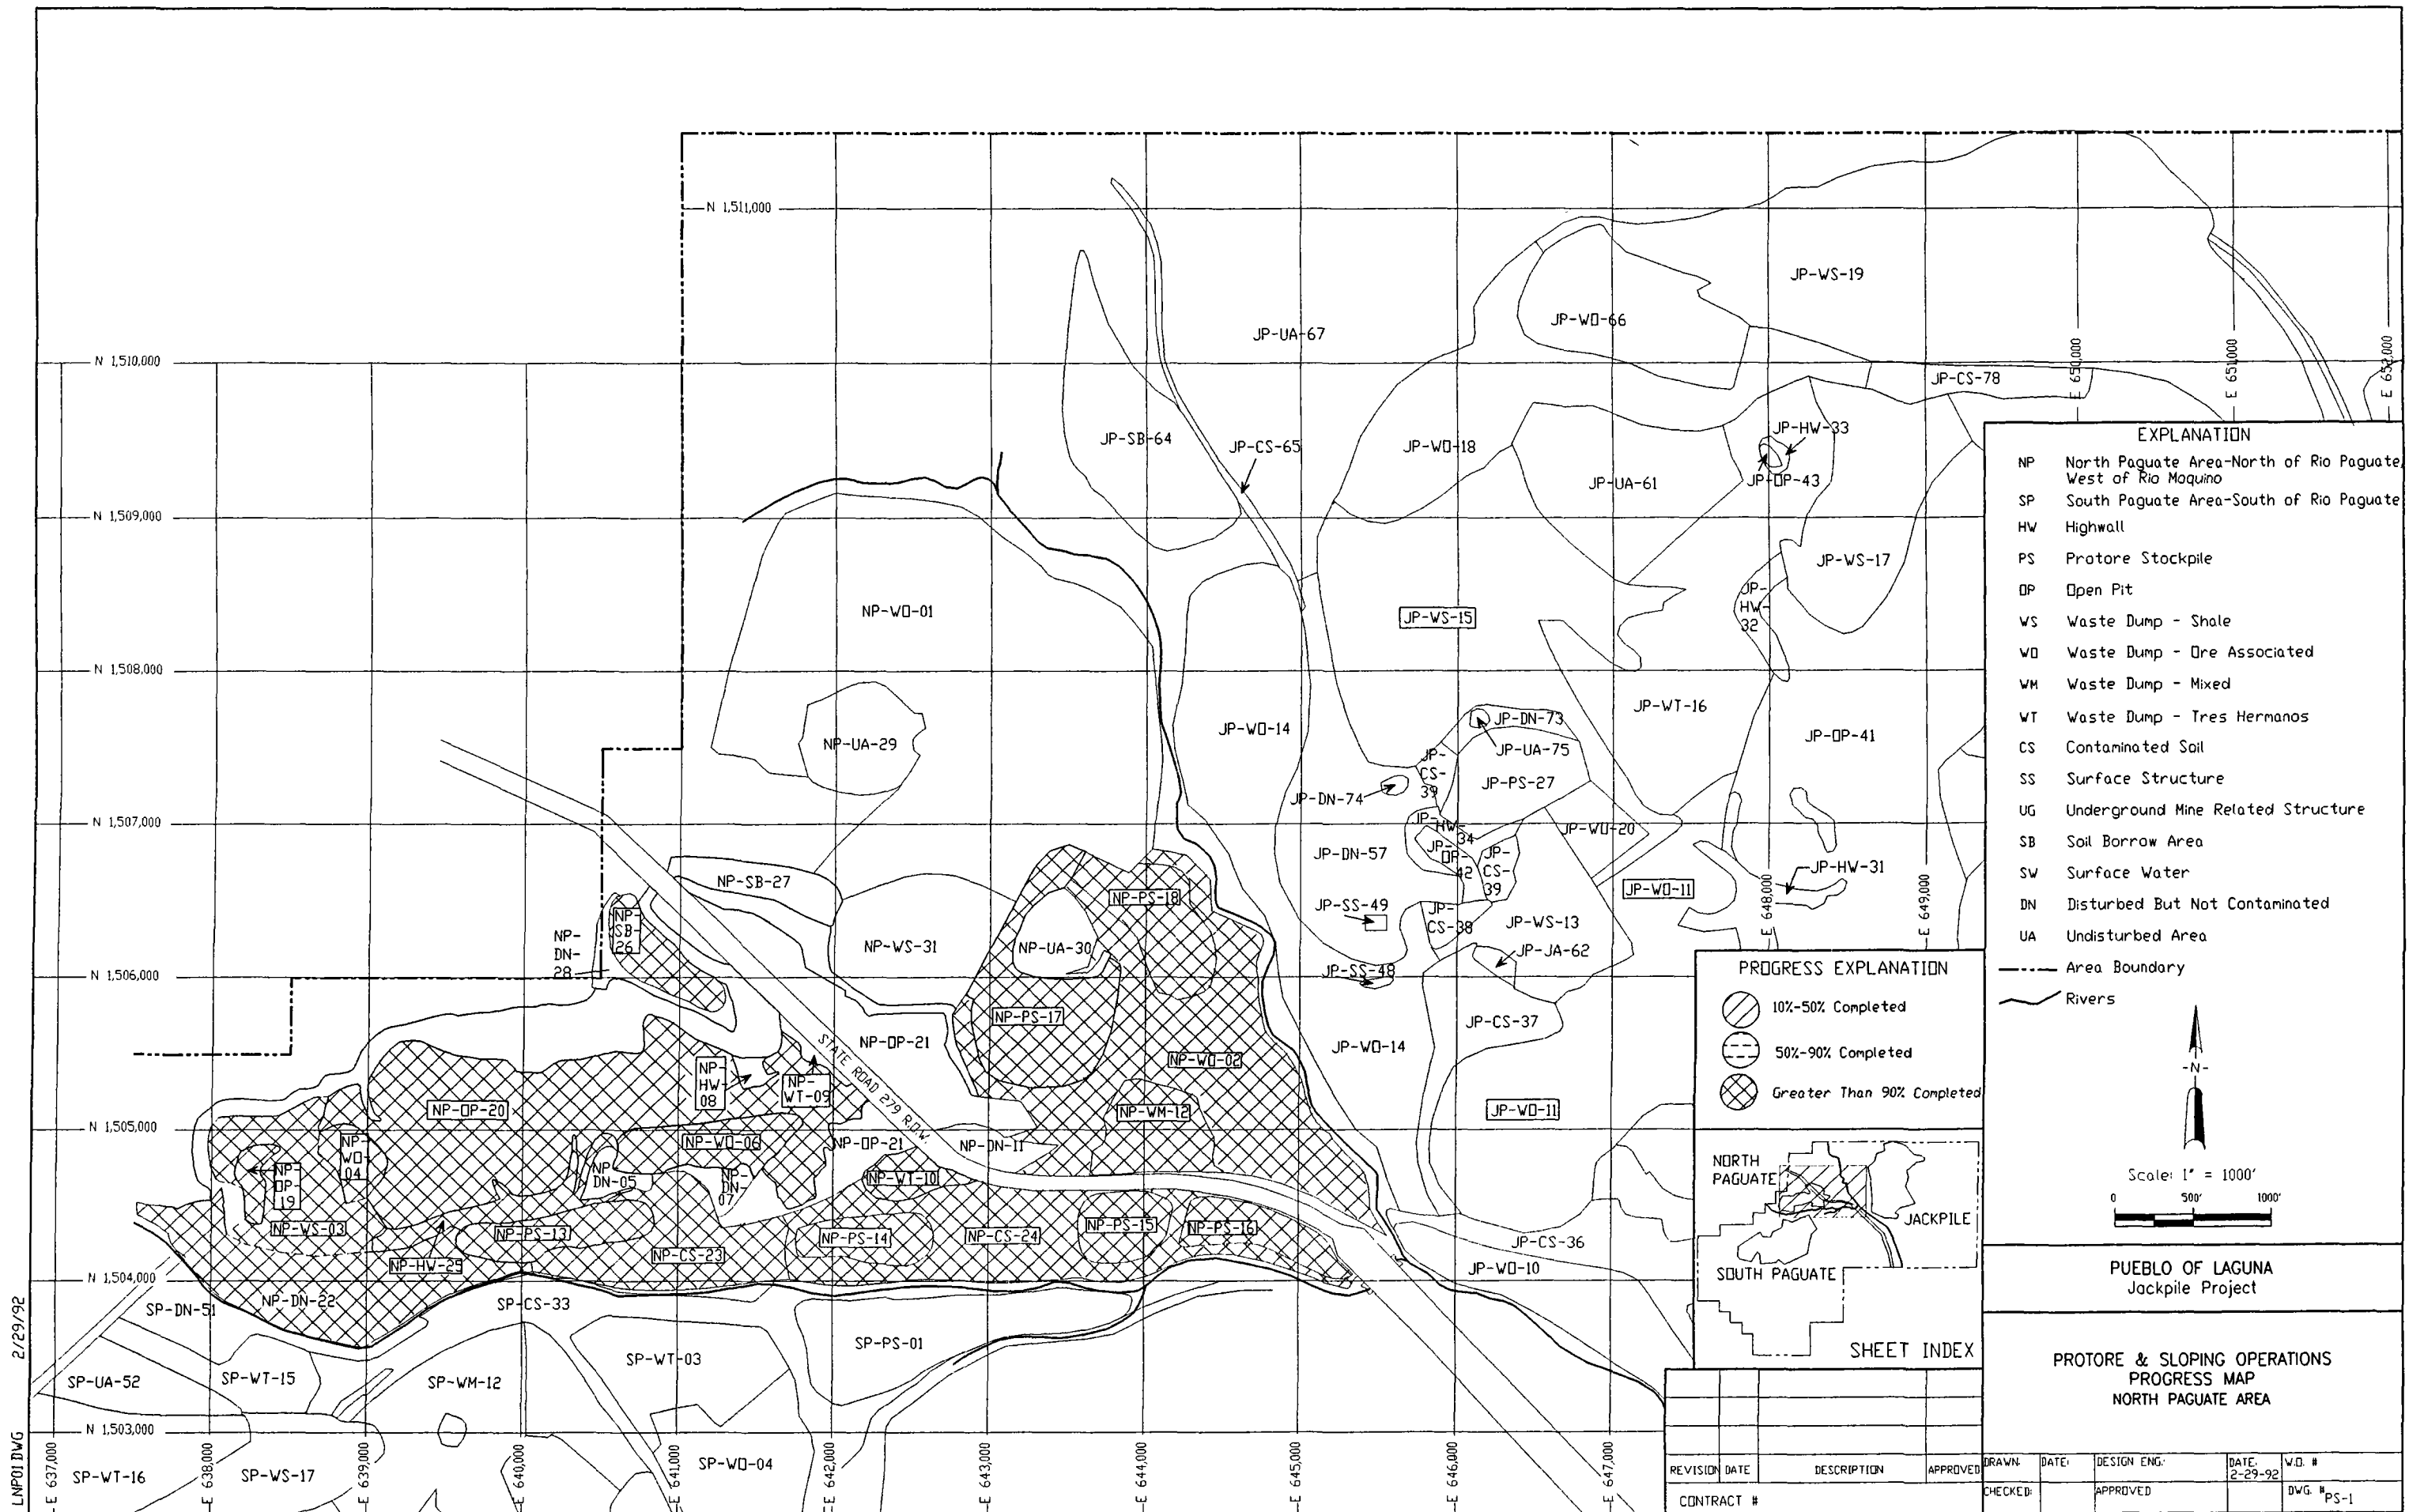 N 1,511,000
JP-WS-19
JP-WO-66
JP-UA-67
N 1,510,000
JP-CS-78
E 650,000
E 651,000
E 652,000
JP-HW-33
JP-SB-64
JP-CS-65
JP-WO-18
JP-UA-61
JP-OP-43
N 1,509,000
JP-WS-17
NP-WO-01
JP-WS-15
JP-
HW-
32
N 1,508,000
JP-WT-16
JP-DN-73
JP-WO-14
JP-OP-41
NP-UA-29
JP-UA-75
JP-
CS-
39
JP-PS-27
JP-DN-74
N 1,507,000
JP-
HW-
34
JP-WO-20
JP-DN-57
JP-
OP-
42
JP-
CS-
39
JP-HW-31
NP-SB-27
JP-WO-11
E 648,000
E 649,000
NP-PS-18
JP-SS-49
JP-
CS-38
JP-WS-13
NP-
SB-
26
NP-
DN-
28
NP-WS-31
NP-UA-30
JP-JA-62
N 1,506,000
JP-SS-48
NP-PS-17
JP-CS-37
STATE ROAD 279 R.O.W.
NP-OP-21
JP-WO-14
NP-WO-02
NP-
HW-
08
NP-
WT-09
NP-OP-20
NP-WM-12
JP-WO-11
N 1,505,000
NP-
WO-
04
NP-WO-06
NP-OP-21
NP-DN-11
NP-
OP-
19
NP-
DN-05
NP-
DN-
07
NP-WT-10
NP-WS-03
NP-PS-13
NP-PS-14
NP-CS-24
NP-PS-15
NP-PS-16
JP-CS-36
NP-HW-25
NP-CS-23
JP-WO-10
N 1,504,000
SP-DN-51
NP-DN-22
SP-CS-33
SP-PS-01
SP-WT-03
SP-UA-52
SP-WT-15
SP-WM-12
N 1,503,000
SP-WT-16
SP-WS-17
SP-WO-04
E 637,000
E 638,000
E 639,000
E 640,000
E 641,000
E 642,000
E 643,000
E 644,000
E 645,000
E 646,000
E 647,000
LNP01DWG 2/29/92
EXPLANATION
NP North Paguate Area-North of Rio Paguate,
West of Rio Moquino
SP South Paguate Area-South of Rio Paguate
HW Highwall
PS Protore Stockpile
OP Open Pit
WS Waste Dump - Shale
WO Waste Dump - Ore Associated
WM Waste Dump - Mixed
WT Waste Dump - Tres Hermanos
CS Contaminated Soil
SS Surface Structure
UG Underground Mine Related Structure
SB Soil Borrow Area
SW Surface Water
DN Disturbed But Not Contaminated
UA Undisturbed Area
Area Boundary
Rivers
PROGRESS EXPLANATION
10%-50% Completed
50%-90% Completed
Greater Than 90% Completed
-N-
Scale: 1" = 1000'
0 500' 1000'
NORTH
PAGUATE
JACKPILE
SOUTH PAGUATE
SHEET INDEX
PUEBLO OF LAGUNA
Jackpile Project
PROTORE & SLOPING OPERATIONS
PROGRESS MAP
NORTH PAGUATE AREA
REVISION DATE DESCRIPTION APPROVED
CONTRACT #
DRAWN: DATE: DESIGN ENG.: DATE: 2-29-92 W.O. #
CHECKED: APPROVED DWG. # PS-1